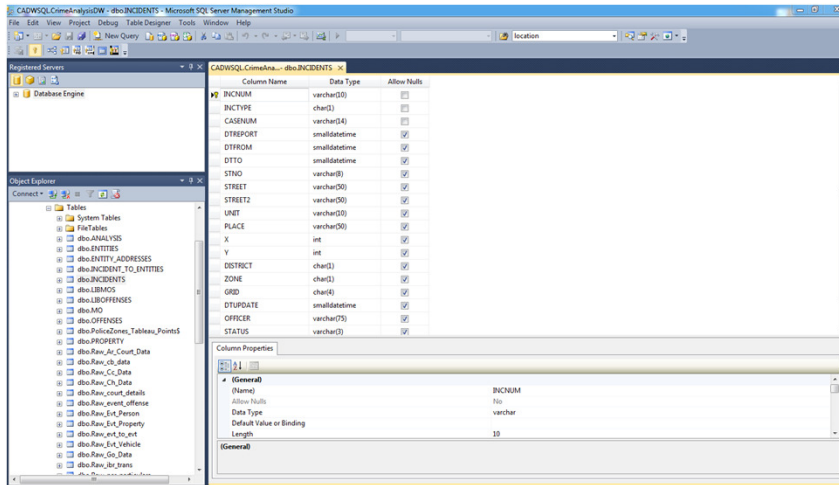 CADWSQL.CrimeAnalysisDW - dbo.INCIDENTS - Microsoft SQL Server Management Studio
File Edit View Project Debug Table Designer Tools Window Help
New Query
location
Registered Servers
Database Engine
Object Explorer
Connect
Tables
System Tables
FileTables
dbo.ANALYSIS
dbo.ENTITIES
dbo.ENTITY_ADDRESSES
dbo.INCIDENT_TO_ENTITIES
dbo.INCIDENTS
dbo.LIBMOS
dbo.LIBOFFENSES
dbo.MO
dbo.OFFENSES
dbo.PoliceZones_Tableau_Points$
dbo.PROPERTY
dbo.Raw_Ar_Court_Data
dbo.Raw_cb_data
dbo.Raw_Cc_Data
dbo.Raw_Ch_Data
dbo.Raw_court_details
dbo.Raw_event_offense
dbo.Raw_Evt_Person
dbo.Raw_Evt_Property
dbo.Raw_evt_to_evt
dbo.Raw_Evt_Vehicle
dbo.Raw_Go_Data
dbo.Raw_ibr_trans
CADWSQL.CrimeAna...- dbo.INCIDENTS
Column Name Data Type Allow Nulls
INCNUM varchar(10)
INCTYPE char(1)
CASENUM varchar(14)
DTREPORT smalldatetime
DTFROM smalldatetime
DTTO smalldatetime
STNO varchar(8)
STREET varchar(50)
STREET2 varchar(50)
UNIT varchar(10)
PLACE varchar(50)
X int
Y int
DISTRICT char(1)
ZONE char(1)
GRID char(4)
DTUPDATE smalldatetime
OFFICER varchar(75)
STATUS varchar(3)
Column Properties
(General)
(Name) INCNUM
Allow Nulls No
Data Type varchar
Default Value or Binding
Length 10
(General)